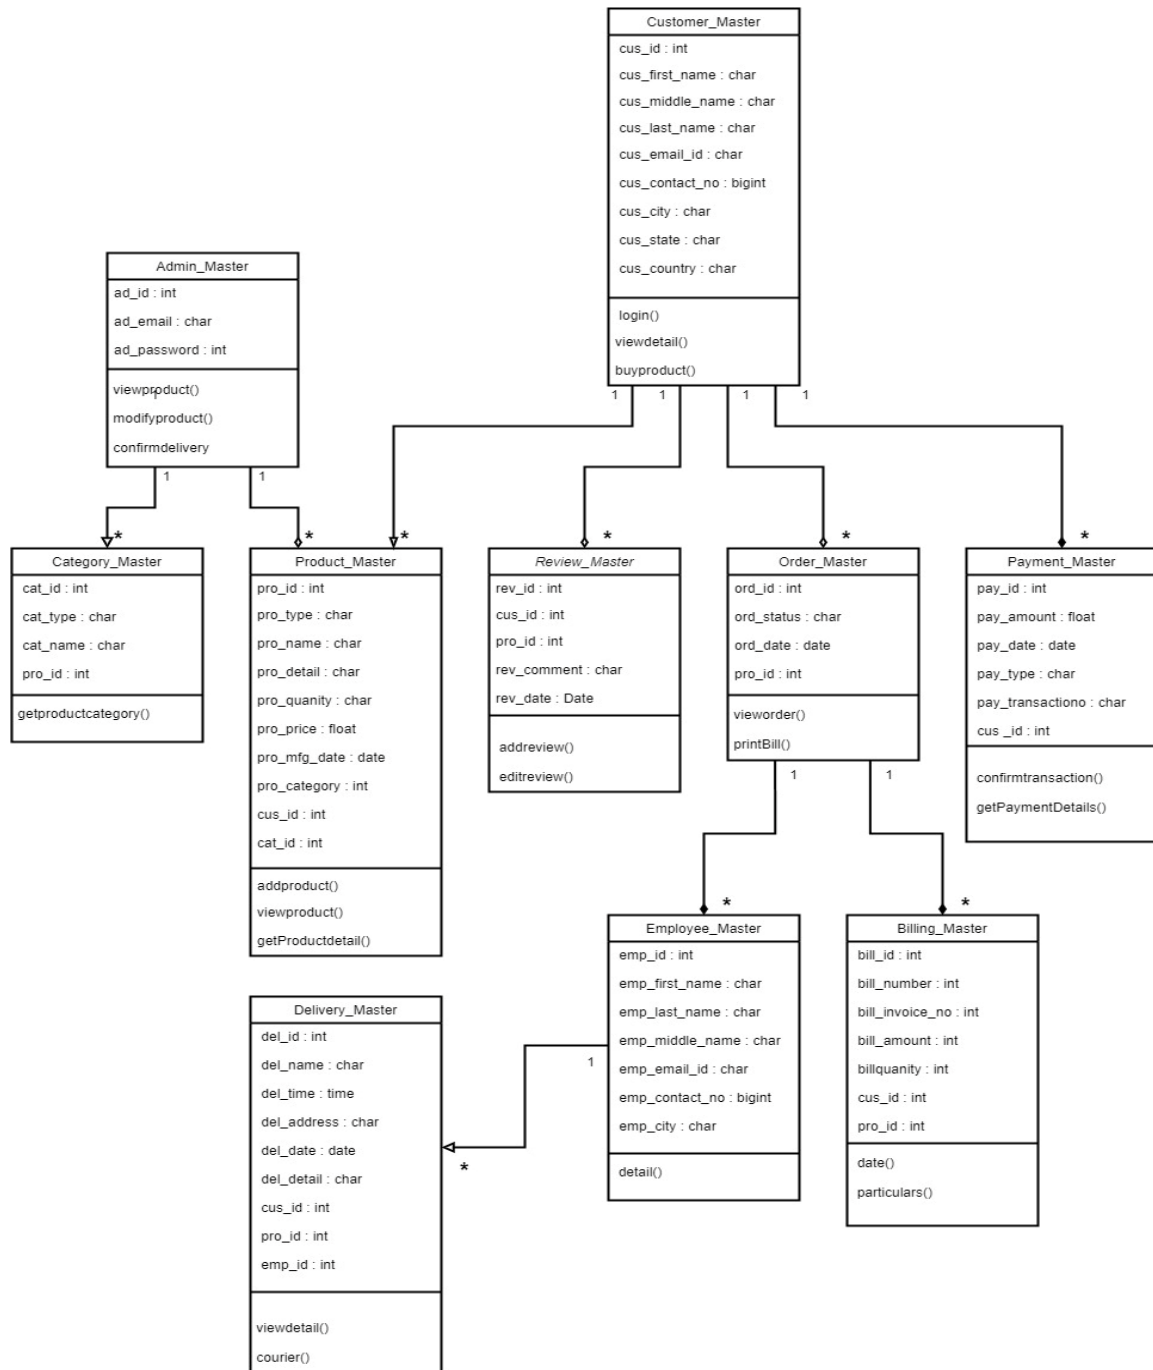 Customer_Master
cus_id : int
cus_first_name : char
cus_middle_name : char
cus_last_name : char
cus_email_id : char
cus_contact_no : bigint
cus_city : char
cus_state : char
cus_country : char
login()
viewdetail()
buyproduct()
1
1
1
1
Admin_Master
ad_id : int
ad_email : char
ad_password : int
viewproduct()
1
modifyproduct()
confirmdelivery
1
1
*
*
*
*
*
*
Category_Master
cat_id : int
cat_type : char
cat_name : char
pro_id : int
getproductcategory()
Product_Master
pro_id : int
pro_type : char
pro_name : char
pro_detail : char
pro_quanity : char
pro_price : float
pro_mfg_date : date
pro_category : int
cus_id : int
cat_id : int
addproduct()
viewproduct()
getProductdetail()
Review_Master
rev_id : int
cus_id : int
pro_id : int
rev_comment : char
rev_date : Date
addreview()
editreview()
Order_Master
ord_id : int
ord_status : char
ord_date : date
pro_id : int
vieworder()
printBill()
1
1
Payment_Master
pay_id : int
pay_amount : float
pay_date : date
pay_type : char
pay_transactiono : char
cus _id : int
confirmtransaction()
getPaymentDetails()
*
*
Employee_Master
emp_id : int
emp_first_name : char
emp_last_name : char
emp_middle_name : char
emp_email_id : char
emp_contact_no : bigint
emp_city : char
detail()
1
*
Billing_Master
bill_id : int
bill_number : int
bill_invoice_no : int
bill_amount : int
billquanity : int
cus_id : int
pro_id : int
date()
particulars()
Delivery_Master
del_id : int
del_name : char
del_time : time
del_address : char
del_date : date
del_detail : char
cus_id : int
pro_id : int
emp_id : int
viewdetail()
courier()